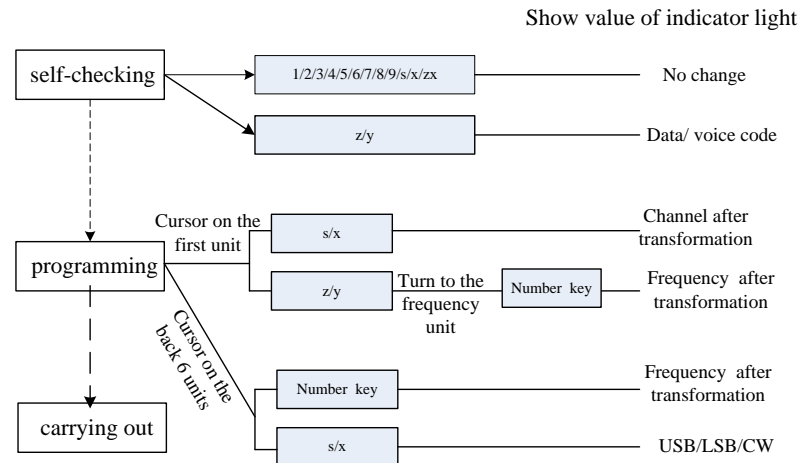 Show value of indicator light
self-checking
1/2/3/4/5/6/7/8/9/s/x/zx
No change
z/y
Data/ voice code
programming
Cursor on the
first unit
s/x
Channel after
transformation
z/y
Turn to the
frequency
unit
Number key
Frequency after
transformation
Cursor on the
back 6 units
Number key
Frequency after
transformation
s/x
USB/LSB/CW
carrying out